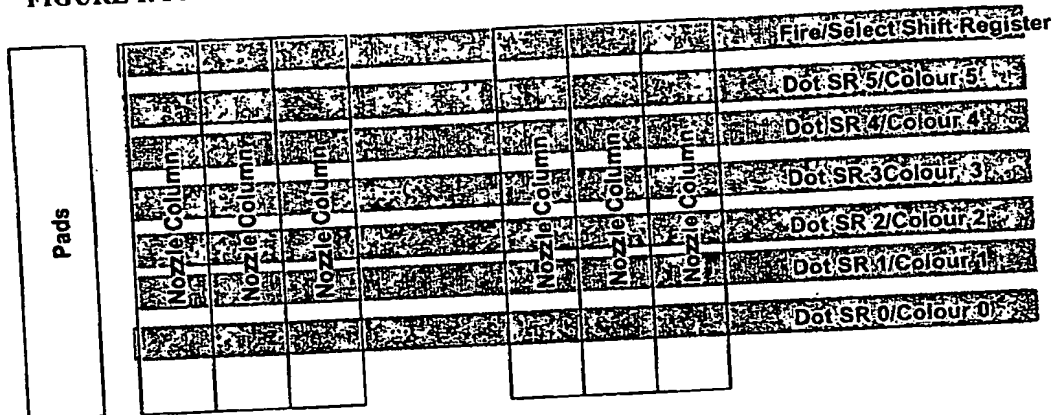 Fire/Select Shift Register
Dot SR 5/Colour 5
Dot SR 4/Colour 4
Dot SR 3Colour 3
Dot SR 2/Colour 2
Dot SR 1/Colour 1
Dot SR 0/Colour 0
Pads
Nozzle Column
Nozzle Column
Nozzle Column
Nozzle Column
Nozzle Column
Nozzle Column